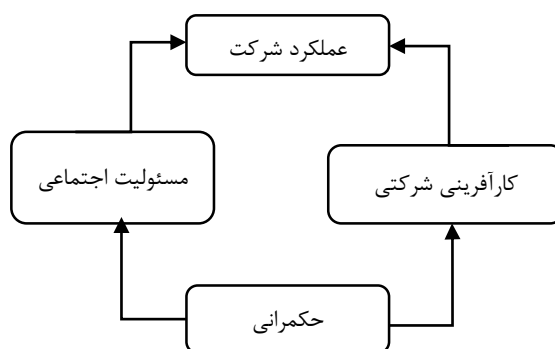 عملکرد شرکت
کارآفرینی شرکتی
مسئولیت اجتماعی
حکمرانی